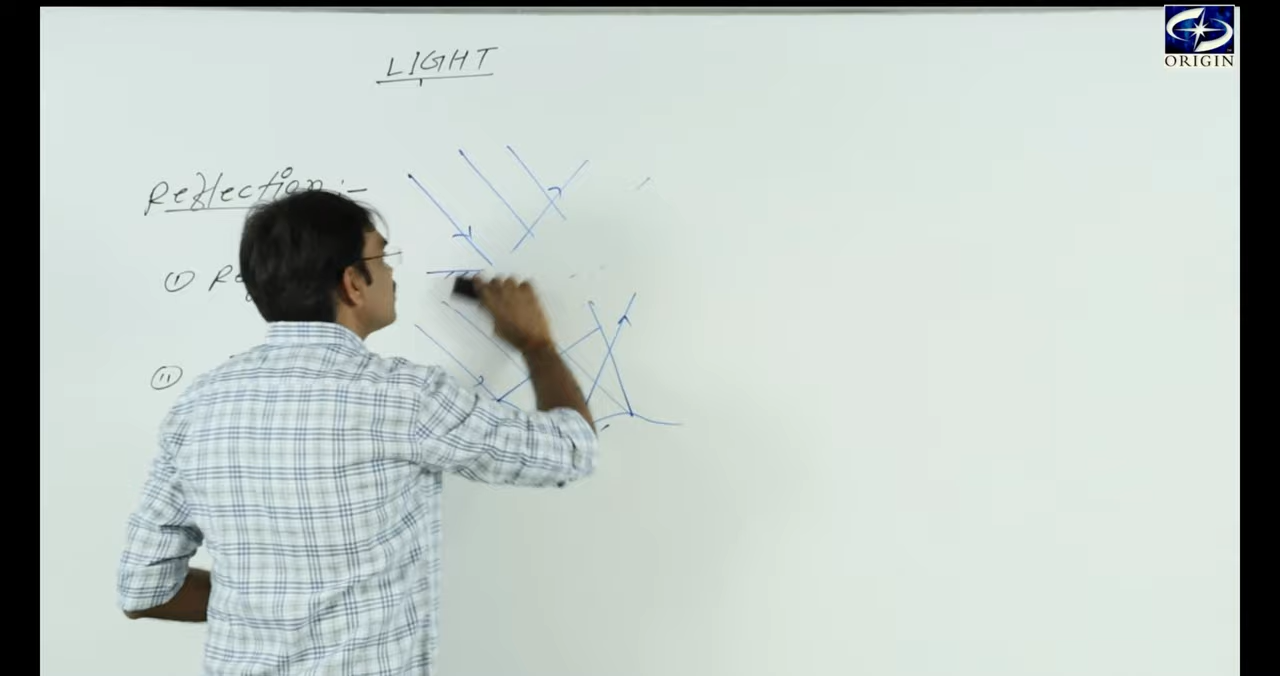 LIGHT
ORIGIN
Reflection :-
①
②